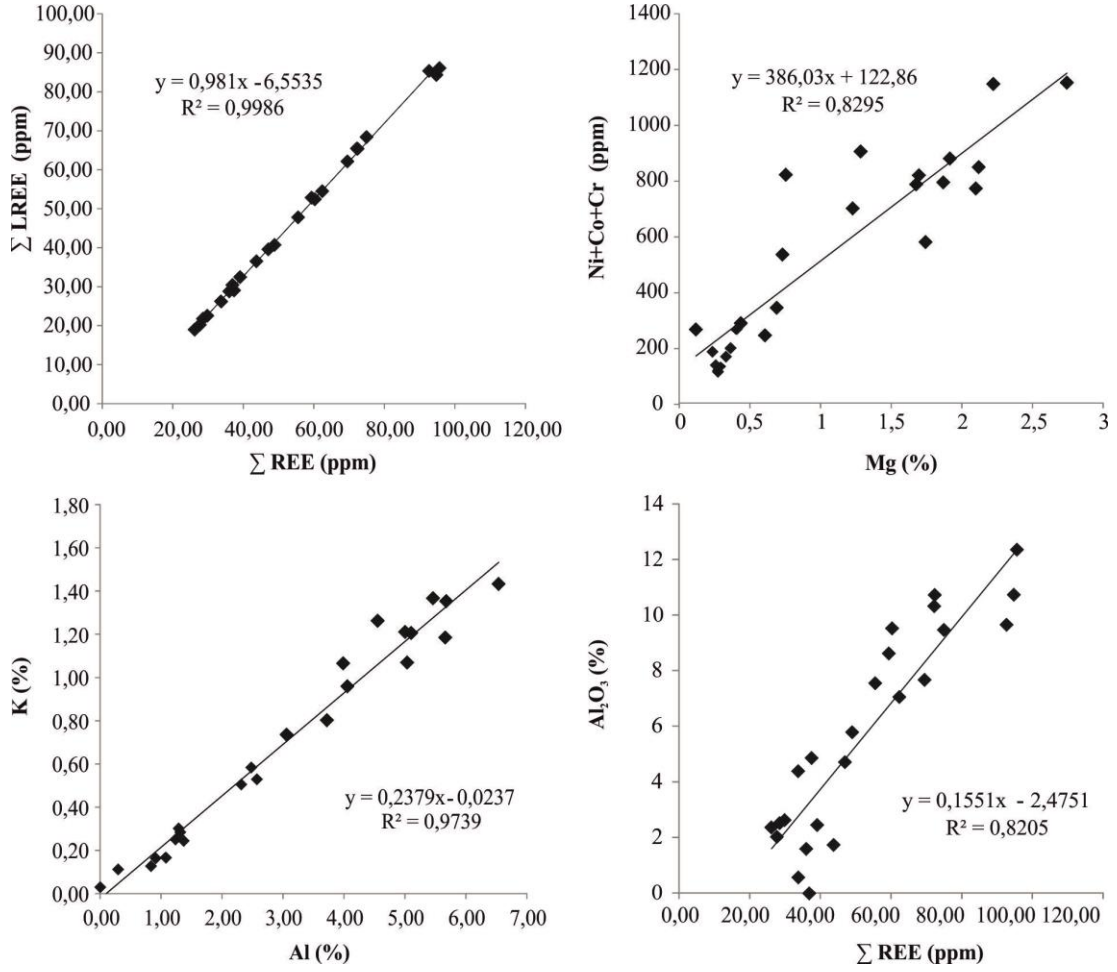 100,00
90,00
80,00
70,00
60,00
50,00
40,00
30,00
20,00
10,00
0,00
∑ LREE (ppm)
y = 0,981x - 6,5535
R² = 0,9986
0,00 20,00 40,00 60,00 80,00 100,00 120,00
∑ REE (ppm)
1400
1200
1000
800
600
400
200
0
Ni+Co+Cr (ppm)
y = 386,03x + 122,86
R² = 0,8295
0 0,5 1 1,5 2 2,5 3
Mg (%)
1,80
1,60
1,40
1,20
1,00
0,80
0,60
0,40
0,20
0,00
K (%)
y = 0,2379x - 0,0237
R² = 0,9739
0,00 1,00 2,00 3,00 4,00 5,00 6,00 7,00
Al (%)
14
12
10
8
6
4
2
0
Al₂O₃ (%)
y = 0,1551x - 2,4751
R² = 0,8205
0,00 20,00 40,00 60,00 80,00 100,00 120,00
∑ REE (ppm)